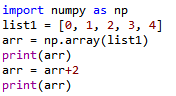 import numpy as np
list1 = [0, 1, 2, 3, 4]
arr = np.array(list1)
print(arr)
arr = arr+2
print(arr)